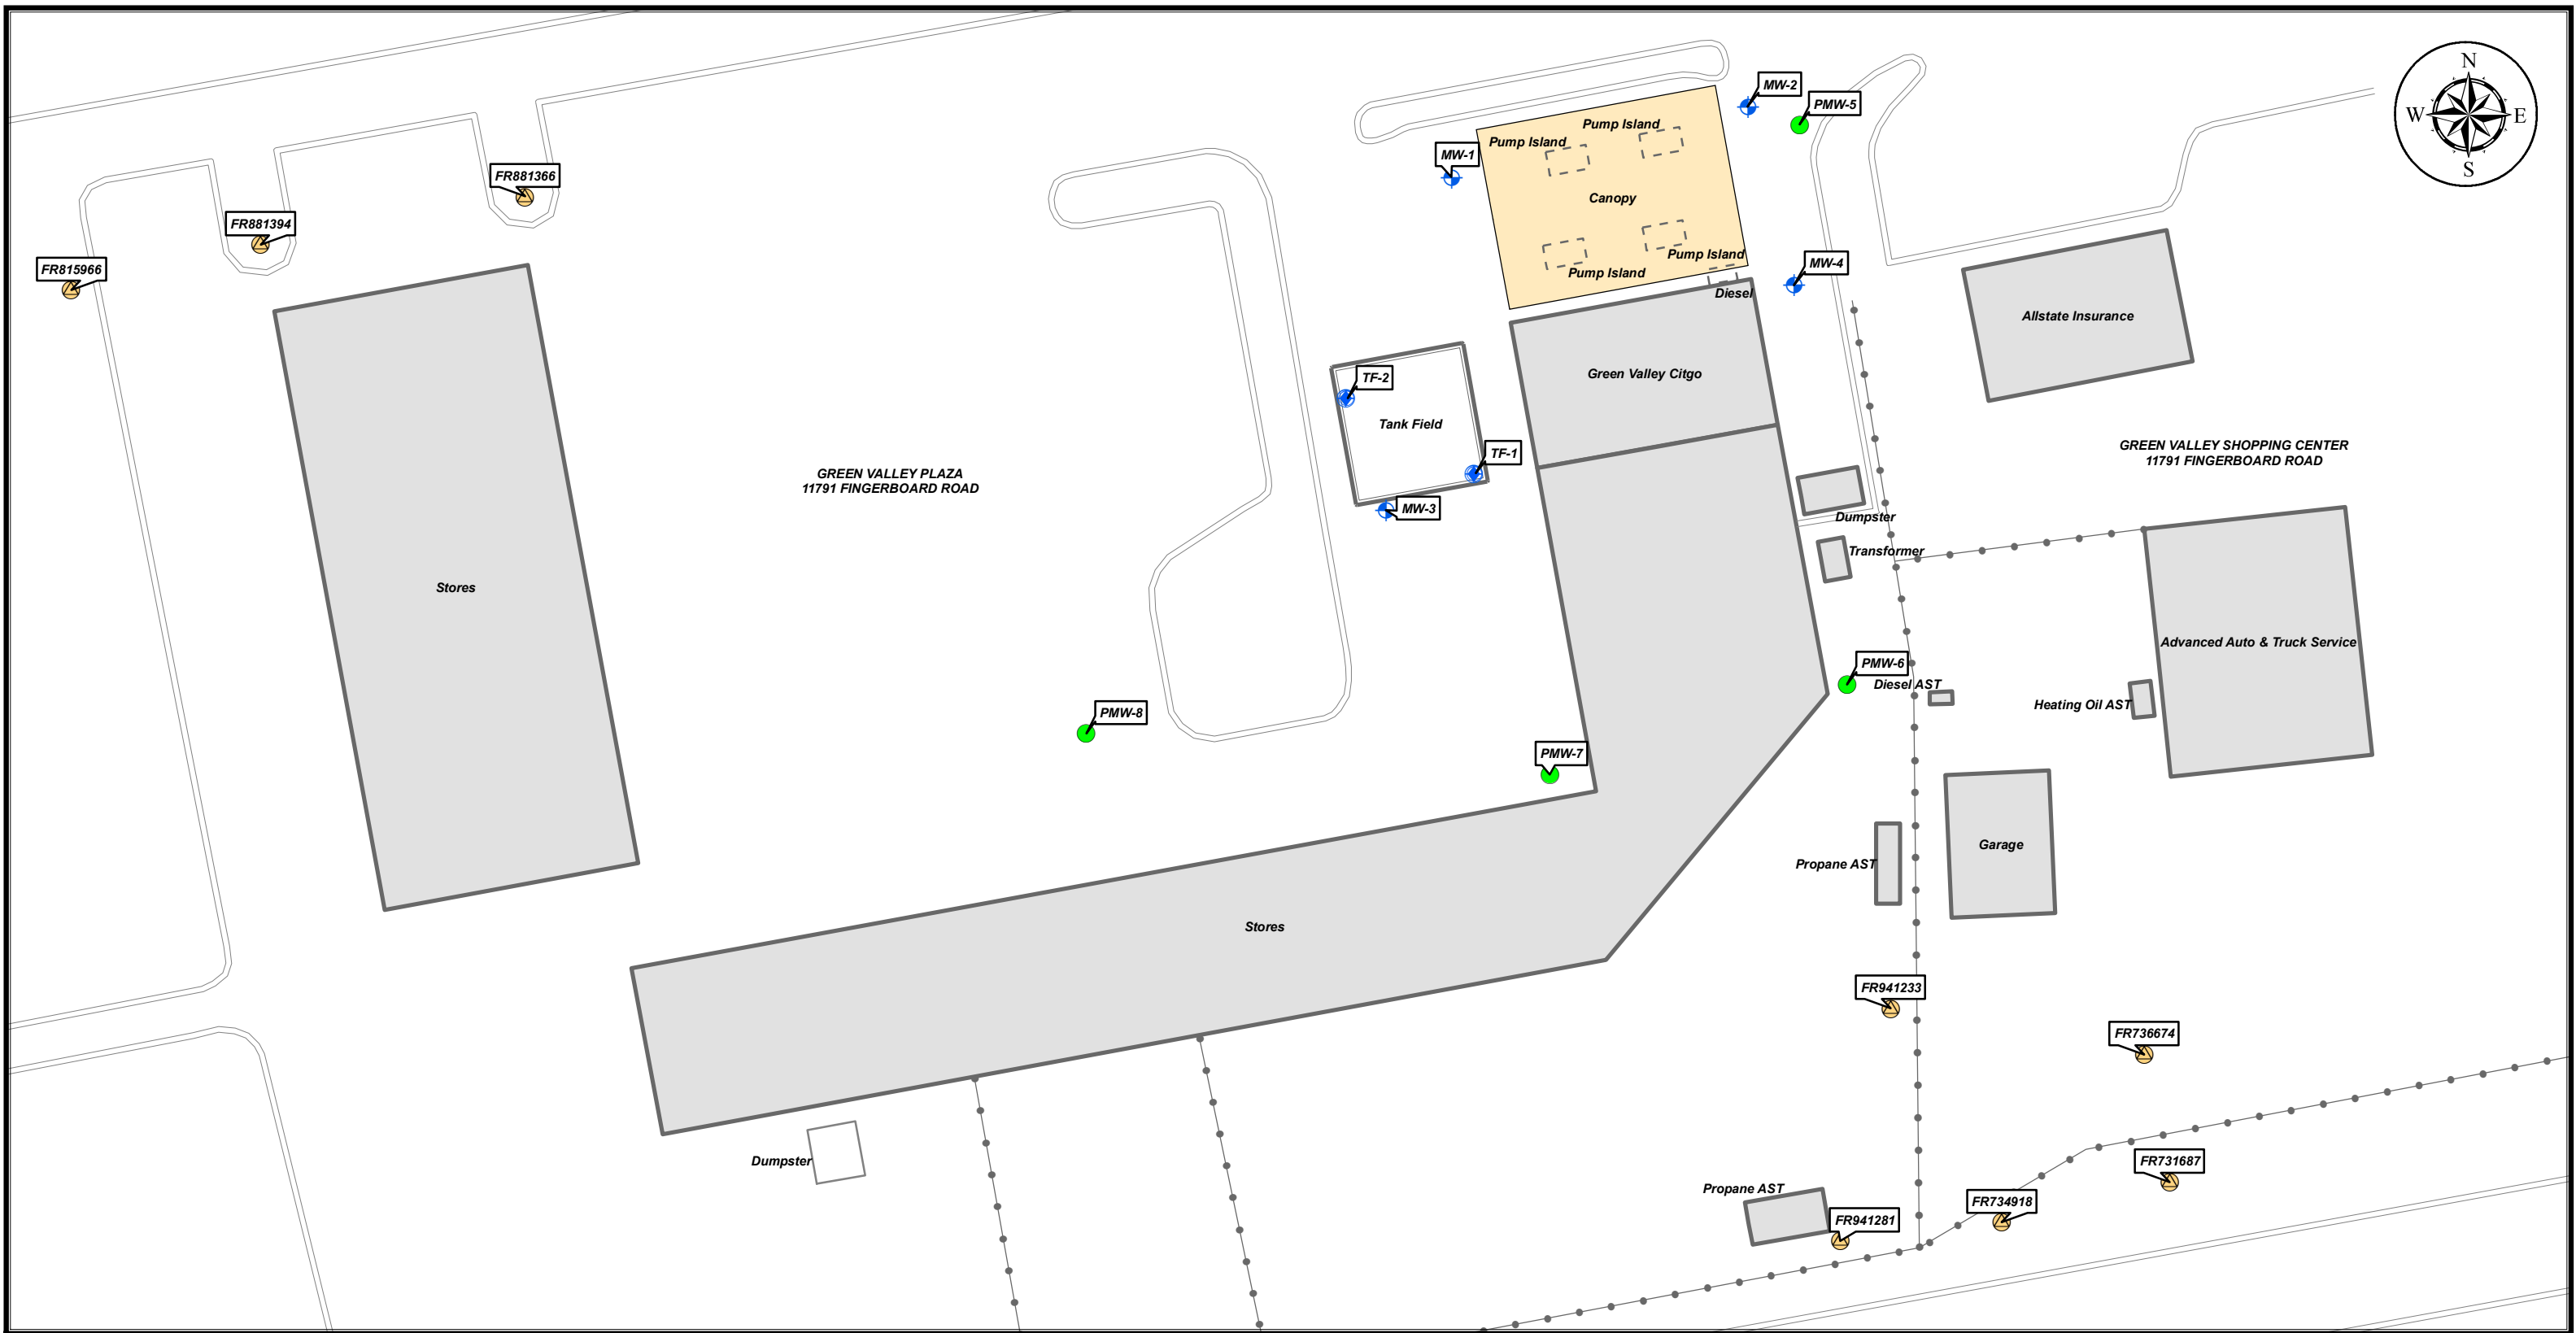 N
W
E
S
MW-2
PMW-5
Pump Island
Pump Island
MW-1
FR881366
Canopy
FR881394
Pump Island
MW-4
FR815966
Pump Island
Diesel
Allstate Insurance
Green Valley Citgo
TF-2
Tank Field
GREEN VALLEY SHOPPING CENTER
11791 FINGERBOARD ROAD
TF-1
GREEN VALLEY PLAZA
11791 FINGERBOARD ROAD
MW-3
Dumpster
Transformer
Stores
Advanced Auto & Truck Service
PMW-6
Diesel AST
Heating Oil AST
PMW-8
PMW-7
Garage
Propane AST
Stores
FR941233
FR736674
Dumpster
FR731687
Propane AST
FR734918
FR941281